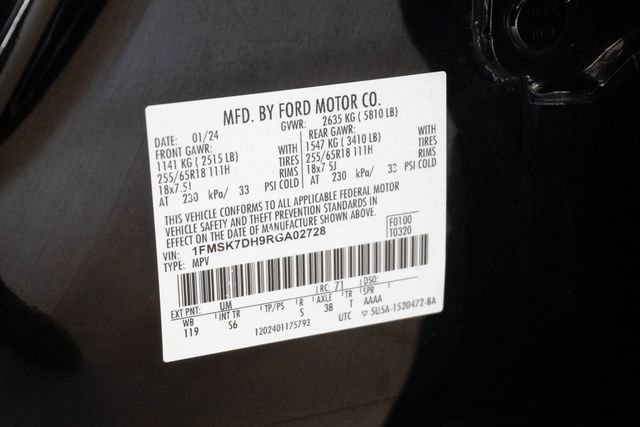 MFD. BY FORD MOTOR CO.
DATE: 01/24 GVWR: 2635 KG ( 5810 LB)
FRONT GAWR: REAR GAWR:
1141 KG ( 2515 LB) WITH 1547 KG ( 3410 LB) WITH
255/65R18 111H TIRES 255/65R18 111H TIRES
18x7.5J RIMS 18x7.5J RIMS
AT 230 kPa/ 33 PSI COLD AT 230 kPa/ 33 PSI COLD
THIS VEHICLE CONFORMS TO ALL APPLICABLE FEDERAL MOTOR
VEHICLE SAFETY AND THEFT PREVENTION STANDARDS IN
EFFECT ON THE DATE OF MANUFACTURE SHOWN ABOVE.
VIN: 1FMSK7DH9RGA02728 F0100
TYPE: MPV T0320
EXT PNT: UM RC: 71 DSO:
WB INT TR TP/PS R AXLE TR SPR
119 S6 S 3B T AAAA
1202401175793 UTC ▽ 5U5A-1520472-BA